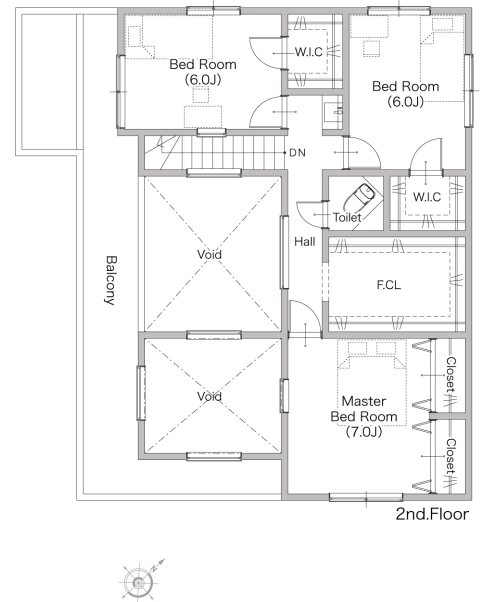 W.I.C
Bed Room
(6.0J)
Bed Room
(6.0J)
DN
W.I.C
Toilet
Hall
Void
Balcony
F.CL
Void
Master
Bed Room
(7.0J)
Closet
Closet
2nd.Floor
N